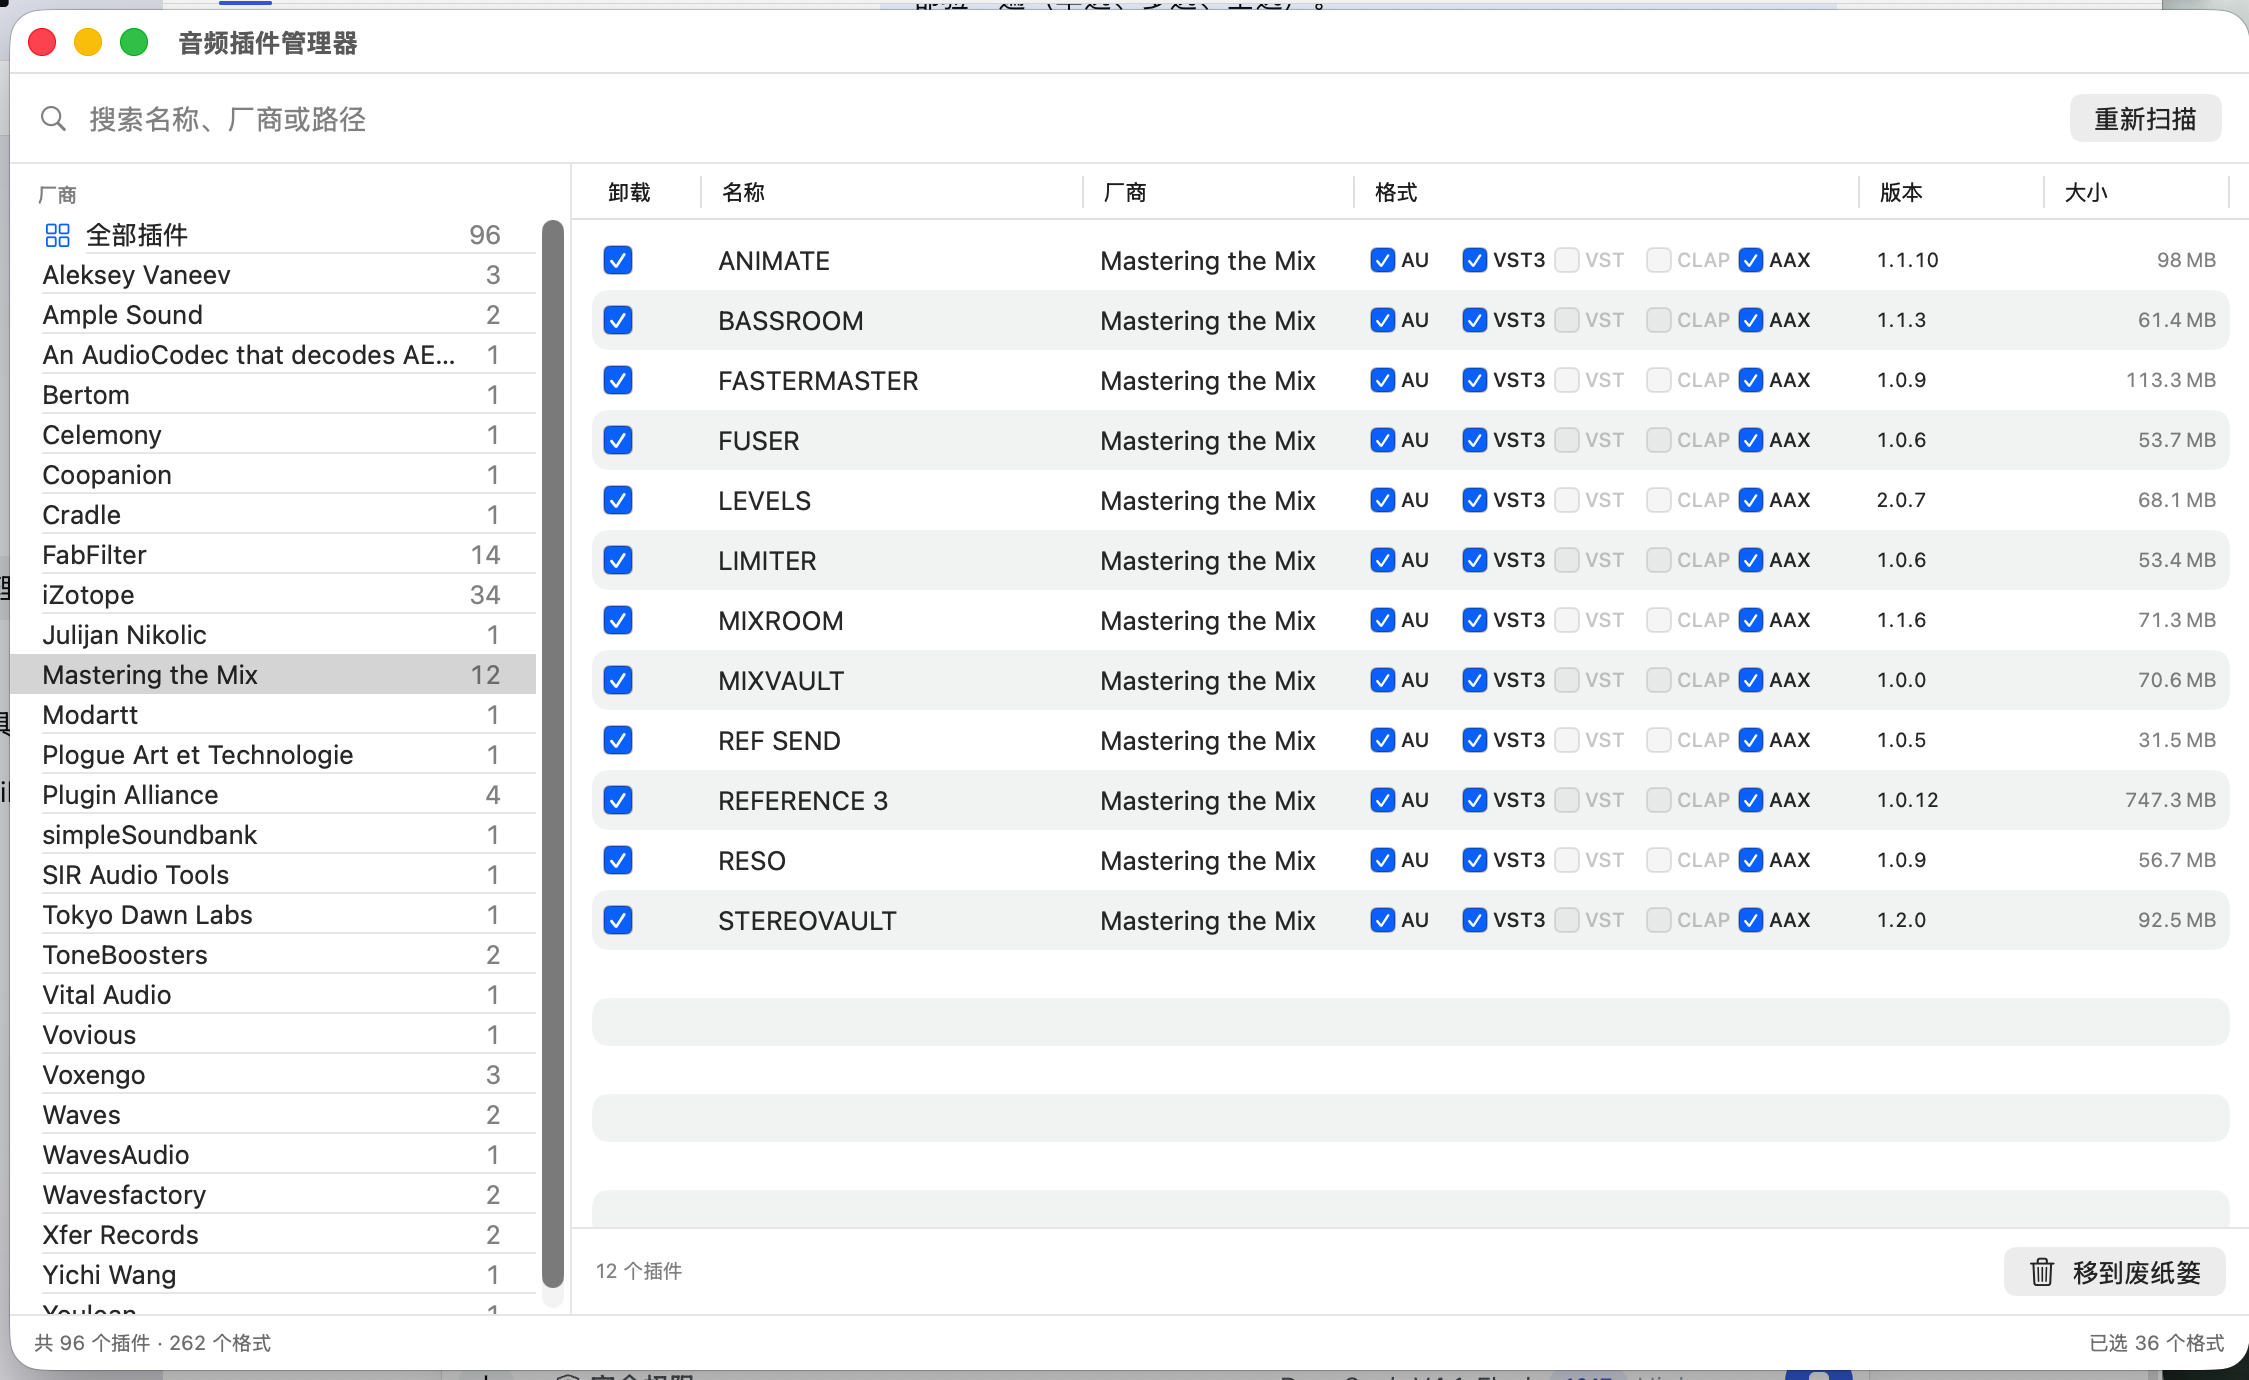 音频插件管理器
搜索名称、厂商或路径
重新扫描
厂商
全部插件 96
Aleksey Vaneev 3
Ample Sound 2
An AudioCodec that decodes AE... 1
Bertom 1
Celemony 1
Coopanion 1
Cradle 1
FabFilter 14
iZotope 34
Julijan Nikolic 1
Mastering the Mix 12
Modartt 1
Plogue Art et Technologie 1
Plugin Alliance 4
simpleSoundbank 1
SIR Audio Tools 1
Tokyo Dawn Labs 1
ToneBoosters 2
Vital Audio 1
Vovious 1
Voxengo 3
Waves 2
WavesAudio 1
Wavesfactory 2
Xfer Records 2
Yichi Wang 1
Youlean 1
卸载 名称 厂商 格式 版本 大小
ANIMATE Mastering the Mix AU VST3 VST CLAP AAX 1.1.10 98 MB
BASSROOM Mastering the Mix AU VST3 VST CLAP AAX 1.1.3 61.4 MB
FASTERMASTER Mastering the Mix AU VST3 VST CLAP AAX 1.0.9 113.3 MB
FUSER Mastering the Mix AU VST3 VST CLAP AAX 1.0.6 53.7 MB
LEVELS Mastering the Mix AU VST3 VST CLAP AAX 2.0.7 68.1 MB
LIMITER Mastering the Mix AU VST3 VST CLAP AAX 1.0.6 53.4 MB
MIXROOM Mastering the Mix AU VST3 VST CLAP AAX 1.1.6 71.3 MB
MIXVAULT Mastering the Mix AU VST3 VST CLAP AAX 1.0.0 70.6 MB
REF SEND Mastering the Mix AU VST3 VST CLAP AAX 1.0.5 31.5 MB
REFERENCE 3 Mastering the Mix AU VST3 VST CLAP AAX 1.0.12 747.3 MB
RESO Mastering the Mix AU VST3 VST CLAP AAX 1.0.9 56.7 MB
STEREOVAULT Mastering the Mix AU VST3 VST CLAP AAX 1.2.0 92.5 MB
12 个插件
移到废纸篓
共 96 个插件 · 262 个格式
已选 36 个格式